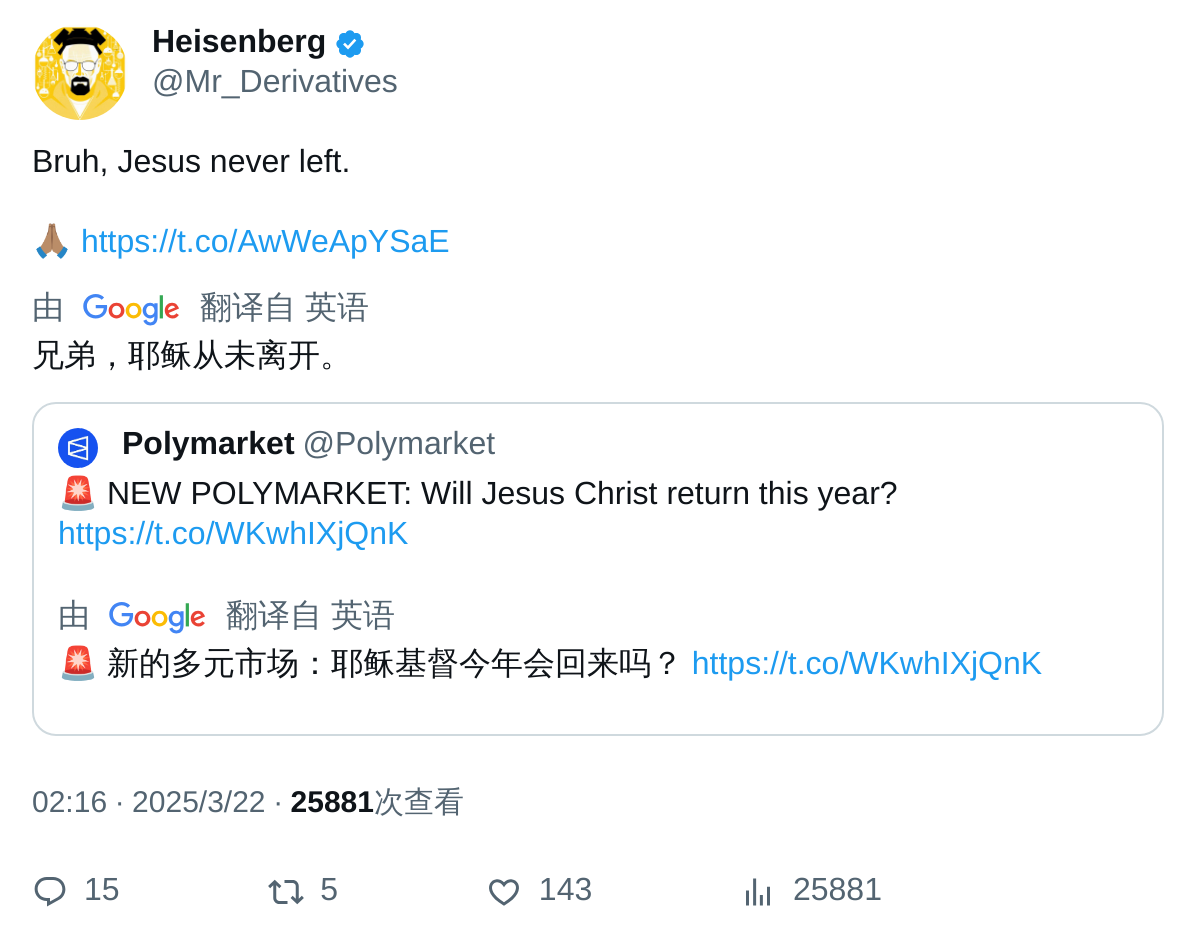 Heisenberg
@Mr_Derivatives
Bruh, Jesus never left.
🙏🏽 https://t.co/AwWeApYSaE
由 Google 翻译自 英语
兄弟，耶稣从未离开。
Polymarket @Polymarket
🚨 NEW POLYMARKET: Will Jesus Christ return this year?
https://t.co/WKwhIXjQnK
由 Google 翻译自 英语
🚨 新的多元市场：耶稣基督今年会回来吗？ https://t.co/WKwhIXjQnK
02:16 · 2025/3/22 · 25881次查看
15 5 143 25881